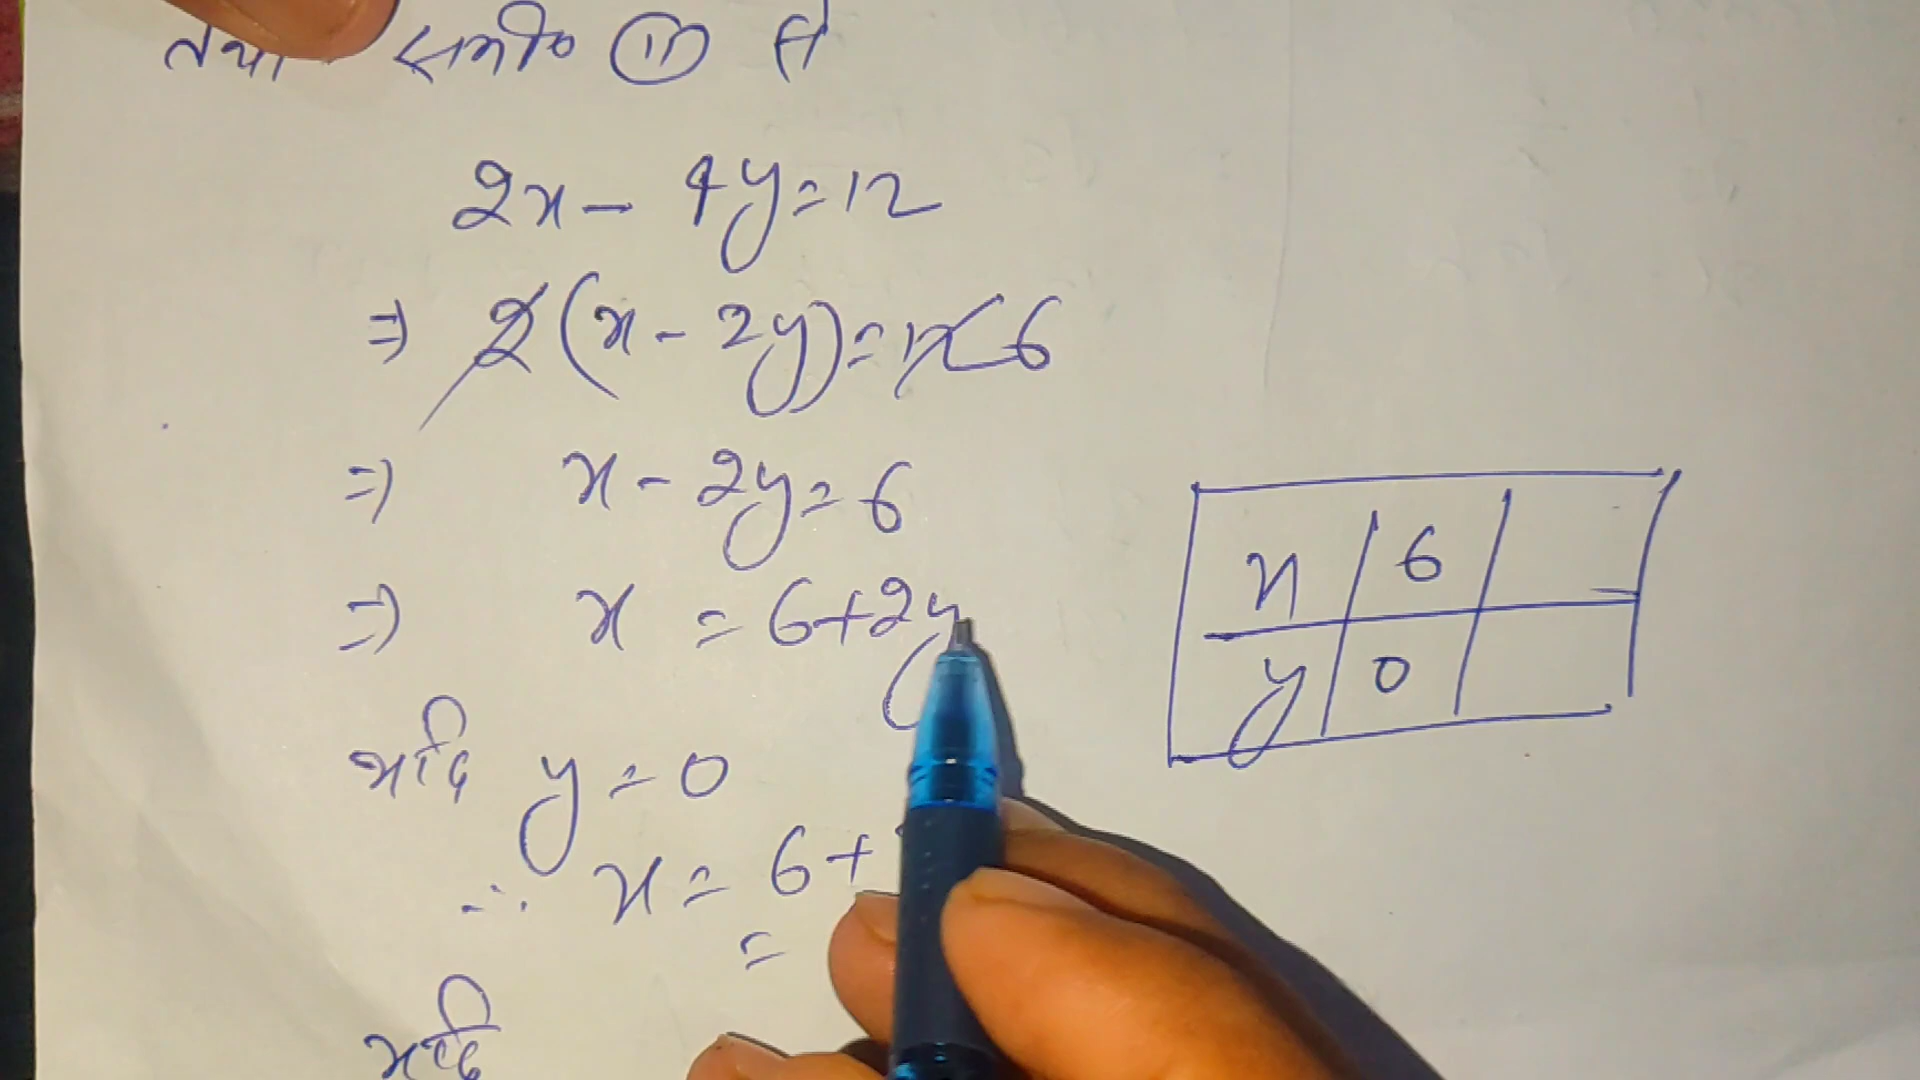 तथा समी० (ii) से
2x - 4y = 12
⇒ 2(x - 2y) = 12 6
⇒ x - 2y = 6
⇒ x = 6 + 2y
यदि y = 0
∴ x = 6 +
=
यदि
x | 6 |
y | 0 |